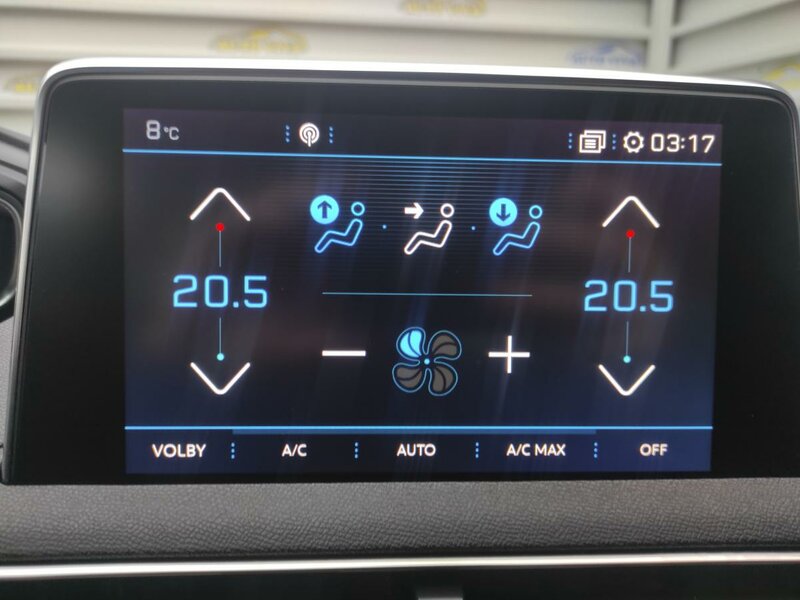 8°C 03:17
20.5 20.5
VOLBY A/C AUTO A/C MAX OFF